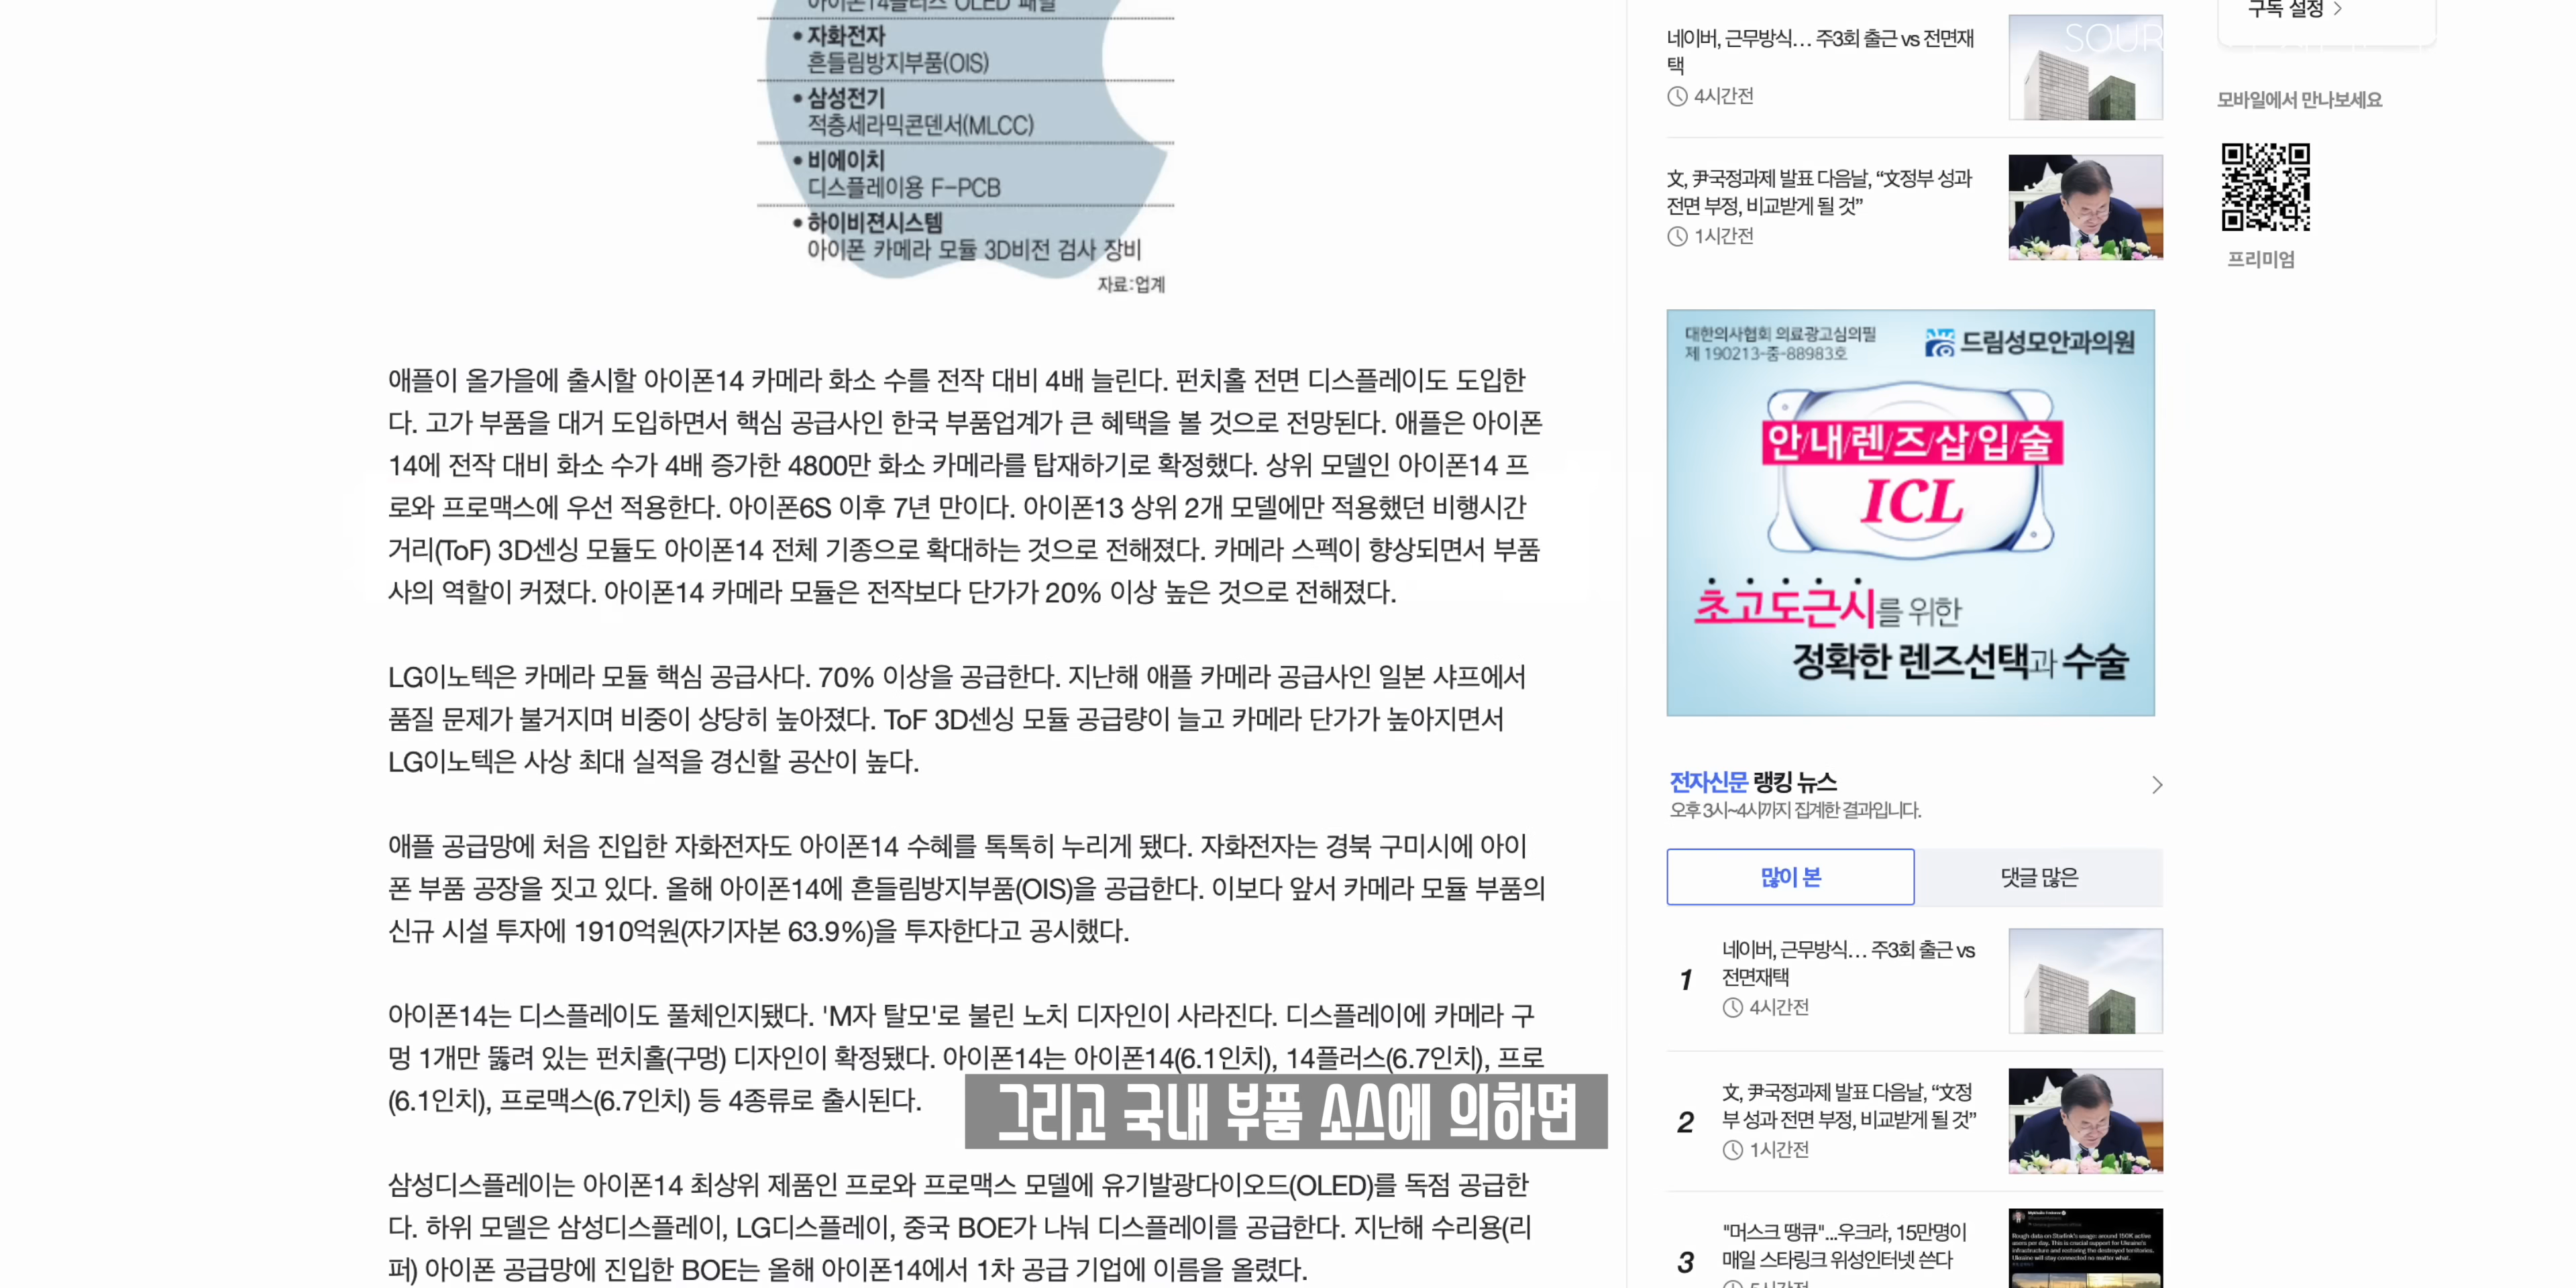 아이폰14플러스 OLED 패널
• 자화전자
흔들림방지부품(OIS)
• 삼성전기
적층세라믹콘덴서(MLCC)
• 비에이치
디스플레이용 F-PCB
• 하이비젼시스템
아이폰 카메라 모듈 3D비전 검사 장비
자료:업계
애플이 올가을에 출시할 아이폰14 카메라 화소 수를 전작 대비 4배 늘린다. 펀치홀 전면 디스플레이도 도입한
다. 고가 부품을 대거 도입하면서 핵심 공급사인 한국 부품업계가 큰 혜택을 볼 것으로 전망된다. 애플은 아이폰
14에 전작 대비 화소 수가 4배 증가한 4800만 화소 카메라를 탑재하기로 확정했다. 상위 모델인 아이폰14 프
로와 프로맥스에 우선 적용한다. 아이폰6S 이후 7년 만이다. 아이폰13 상위 2개 모델에만 적용했던 비행시간
거리(ToF) 3D센싱 모듈도 아이폰14 전체 기종으로 확대하는 것으로 전해졌다. 카메라 스펙이 향상되면서 부품
사의 역할이 커졌다. 아이폰14 카메라 모듈은 전작보다 단가가 20% 이상 높은 것으로 전해졌다.
LG이노텍은 카메라 모듈 핵심 공급사다. 70% 이상을 공급한다. 지난해 애플 카메라 공급사인 일본 샤프에서
품질 문제가 불거지며 비중이 상당히 높아졌다. ToF 3D센싱 모듈 공급량이 늘고 카메라 단가가 높아지면서
LG이노텍은 사상 최대 실적을 경신할 공산이 높다.
애플 공급망에 처음 진입한 자화전자도 아이폰14 수혜를 톡톡히 누리게 됐다. 자화전자는 경북 구미시에 아이
폰 부품 공장을 짓고 있다. 올해 아이폰14에 흔들림방지부품(OIS)을 공급한다. 이보다 앞서 카메라 모듈 부품의
신규 시설 투자에 1910억원(자기자본 63.9%)을 투자한다고 공시했다.
아이폰14는 디스플레이도 풀체인지됐다. 'M자 탈모'로 불린 노치 디자인이 사라진다. 디스플레이에 카메라 구
멍 1개만 뚫려 있는 펀치홀(구멍) 디자인이 확정됐다. 아이폰14는 아이폰14(6.1인치), 14플러스(6.7인치), 프로
(6.1인치), 프로맥스(6.7인치) 등 4종류로 출시된다.
그리고 국내 부품 소스에 의하면
삼성디스플레이는 아이폰14 최상위 제품인 프로와 프로맥스 모델에 유기발광다이오드(OLED)를 독점 공급한
다. 하위 모델은 삼성디스플레이, LG디스플레이, 중국 BOE가 나눠 디스플레이를 공급한다. 지난해 수리용(리
퍼) 아이폰 공급망에 진입한 BOE는 올해 아이폰14에서 1차 공급 기업에 이름을 올렸다.
네이버, 근무방식… 주3회 출근 vs 전면재
택
4시간전
文, 尹국정과제 발표 다음날, “文정부 성과
전면 부정, 비교받게 될 것”
1시간전
대한의사협회 의료광고심의필
제 190213-중-88983호
드림성모안과의원
안/내/렌/즈/삽/입/술
ICL
초고도근시를 위한
정확한 렌즈선택과 수술
전자신문 랭킹 뉴스
오후 3시~4시까지 집계한 결과입니다.
많이 본
댓글 많은
1
네이버, 근무방식… 주3회 출근 vs
전면재택
4시간전
2
文, 尹국정과제 발표 다음날, “文정
부 성과 전면 부정, 비교받게 될 것”
1시간전
3
"머스크 땡큐"...우크라, 15만명이
매일 스타링크 위성인터넷 쓴다
5시간전
구독 설정 >
모바일에서 만나보세요
프리미엄